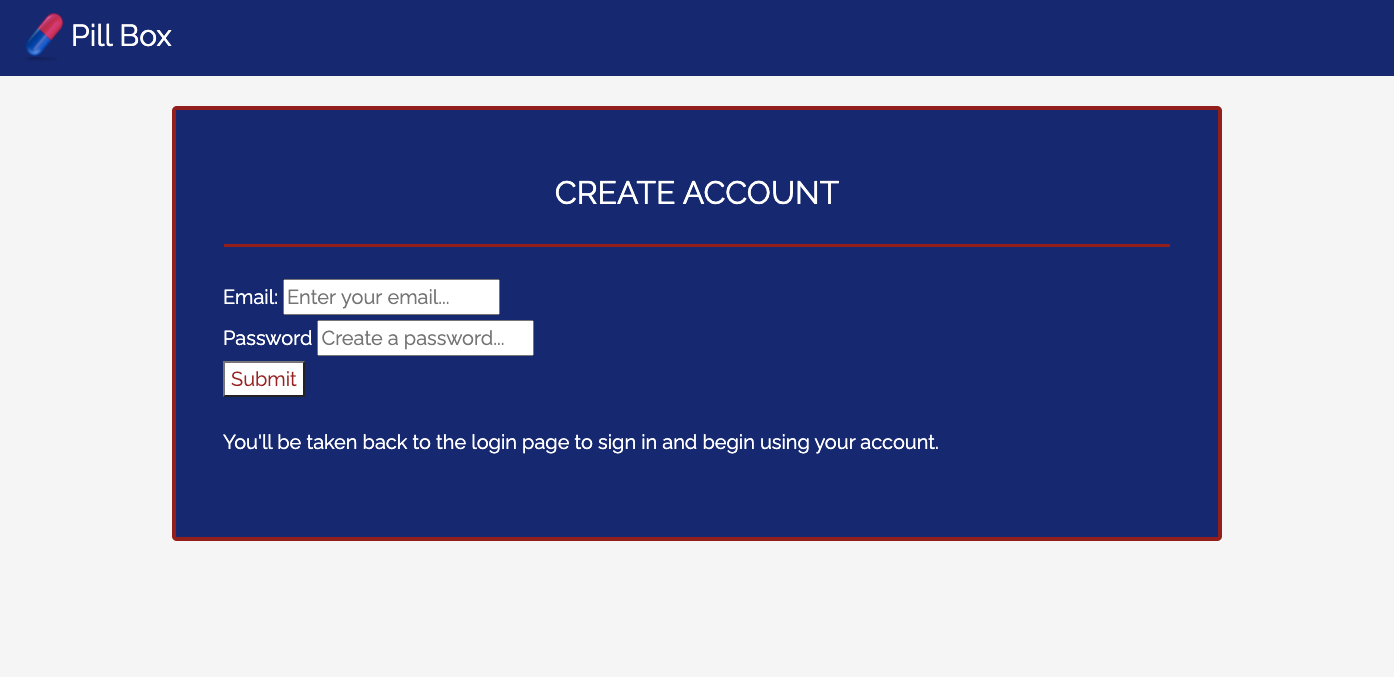 Pill Box
CREATE ACCOUNT
Email: Enter your email...
Password Create a password...
Submit
You'll be taken back to the login page to sign in and begin using your account.